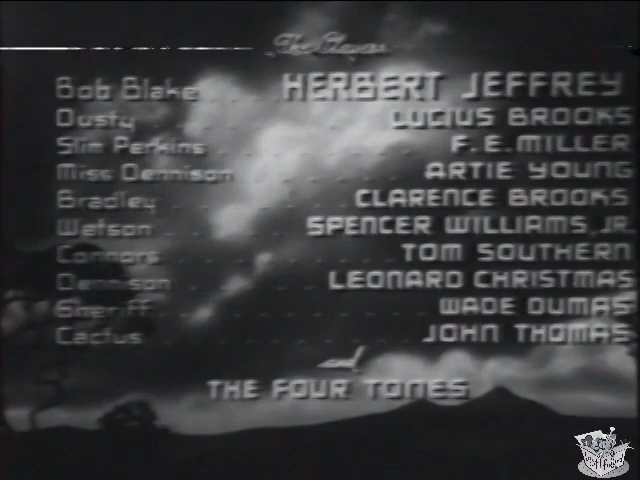 The Players
Bob Blake HERBERT JEFFREY
Dusty LUCIUS BROOKS
Slim Perkins F. E. MILLER
Miss Dennison ARTIE YOUNG
Bradley CLARENCE BROOKS
Watson SPENCER WILLIAMS, JR.
Connors TOM SOUTHERN
Dennison LEONARD CHRISTMAS
Sheriff WADE DUMAS
Cactus JOHN THOMAS
and
THE FOUR TONES